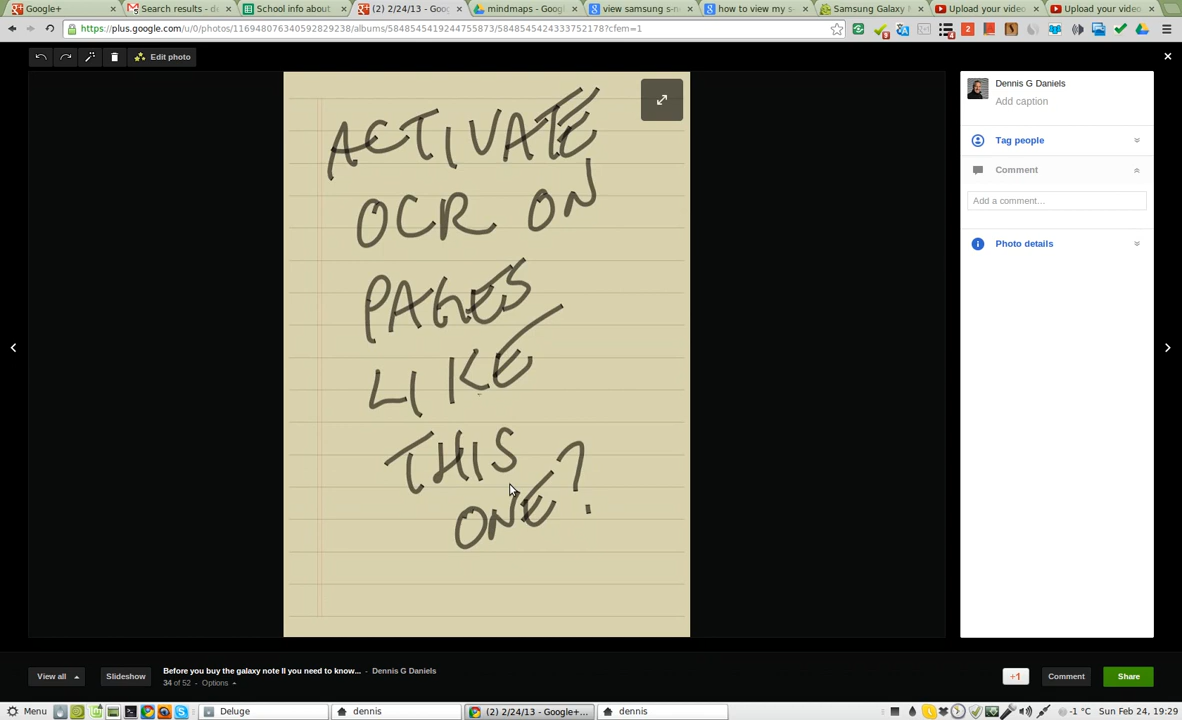 Google+
Search results - d
School info about
(2) 2/24/13 - Goo
mindmaps - Googl
view samsung s-n
how to view my s-
Samsung Galaxy
Upload your video
Upload your video
https://plus.google.com/u/0/photos/116948076340592829238/albums/5848545419244755873/5848545424333752178?cfem=1
Edit photo
Dennis G Daniels
Add caption
Tag people
Comment
Add a comment...
Photo details
ACTIVATE
OCR ON
PAGES
LIKE
THIS
ONE?
View all
Slideshow
Before you buy the galaxy note II you need to know... - Dennis G Daniels
34 of 52 - Options
+1
Comment
Share
Menu
Deluge
dennis
(2) 2/24/13 - Google+...
dennis
-1 °C
Sun Feb 24, 19:29